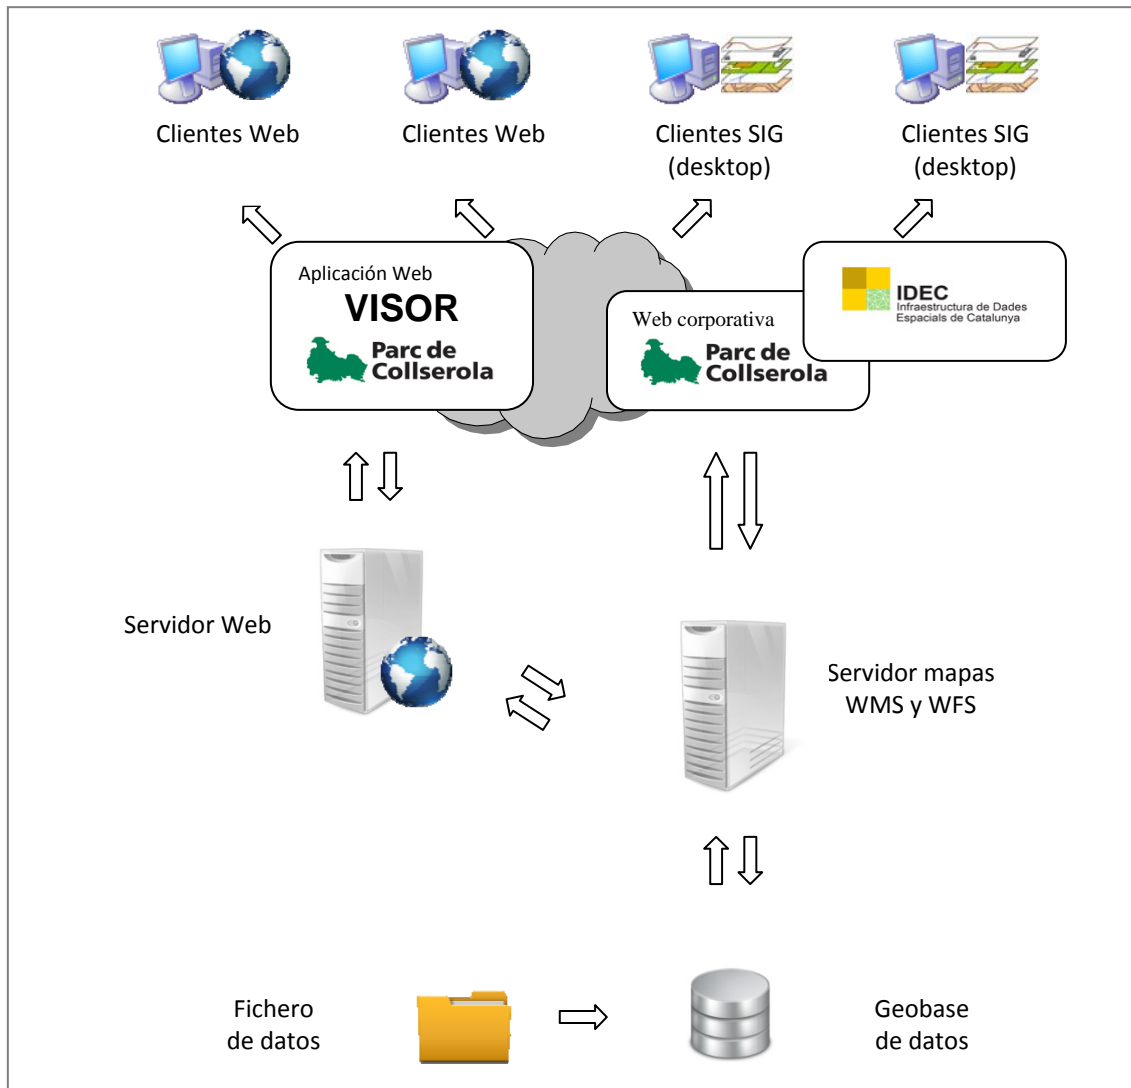 Clientes Web
Clientes Web
Clientes SIG
(desktop)
Clientes SIG
(desktop)
Aplicación Web
VISOR
Parc de
Collserola
Web corporativa
Parc de
Collserola
IDEC
Infraestructura de Dades
Espacials de Catalunya
Servidor Web
Servidor mapas
WMS y WFS
Fichero
de datos
Geobase
de datos